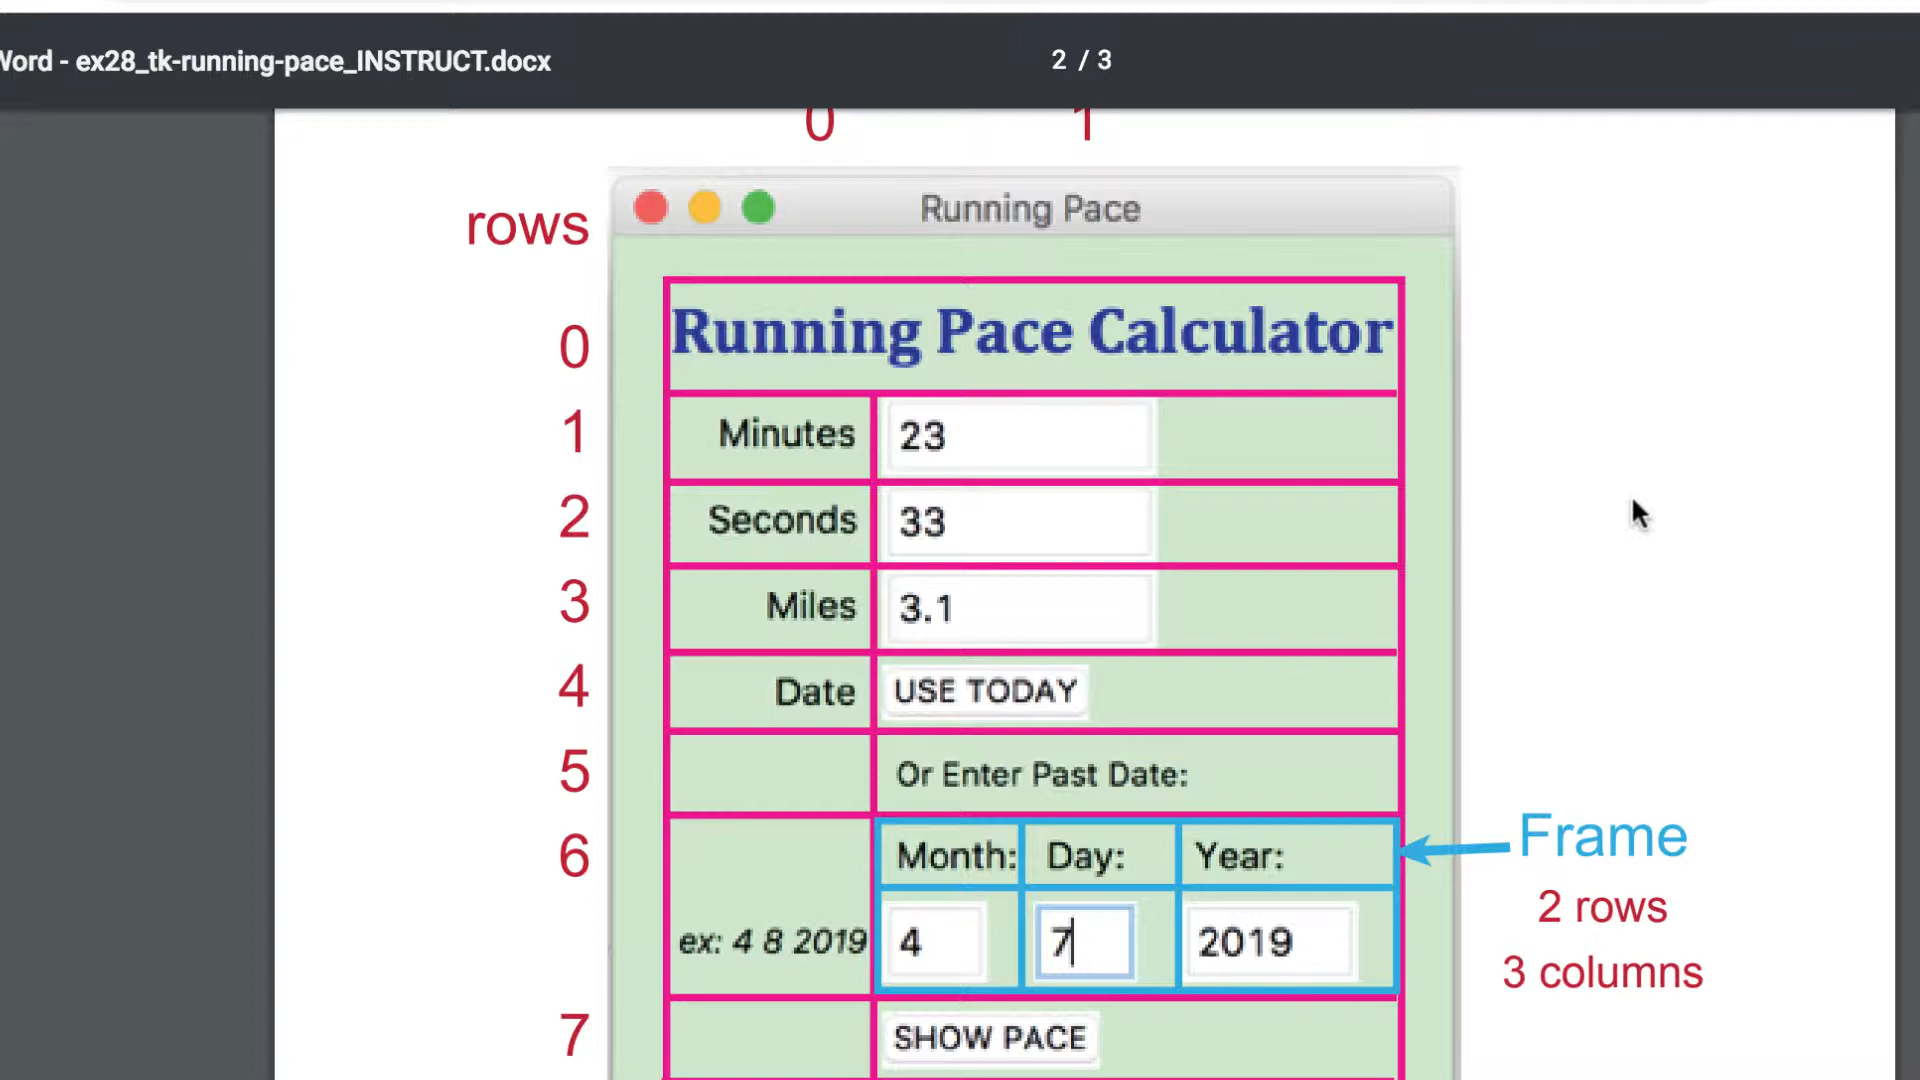 Word - ex28_tk-running-pace_INSTRUCT.docx
2 / 3
0 1
rows
Running Pace
0 Running Pace Calculator
1 Minutes 23
2 Seconds 33
3 Miles 3.1
4 Date USE TODAY
5 Or Enter Past Date:
6 Month: Day: Year:
Frame
2 rows
3 columns
ex: 4 8 2019 4 7 2019
7 SHOW PACE